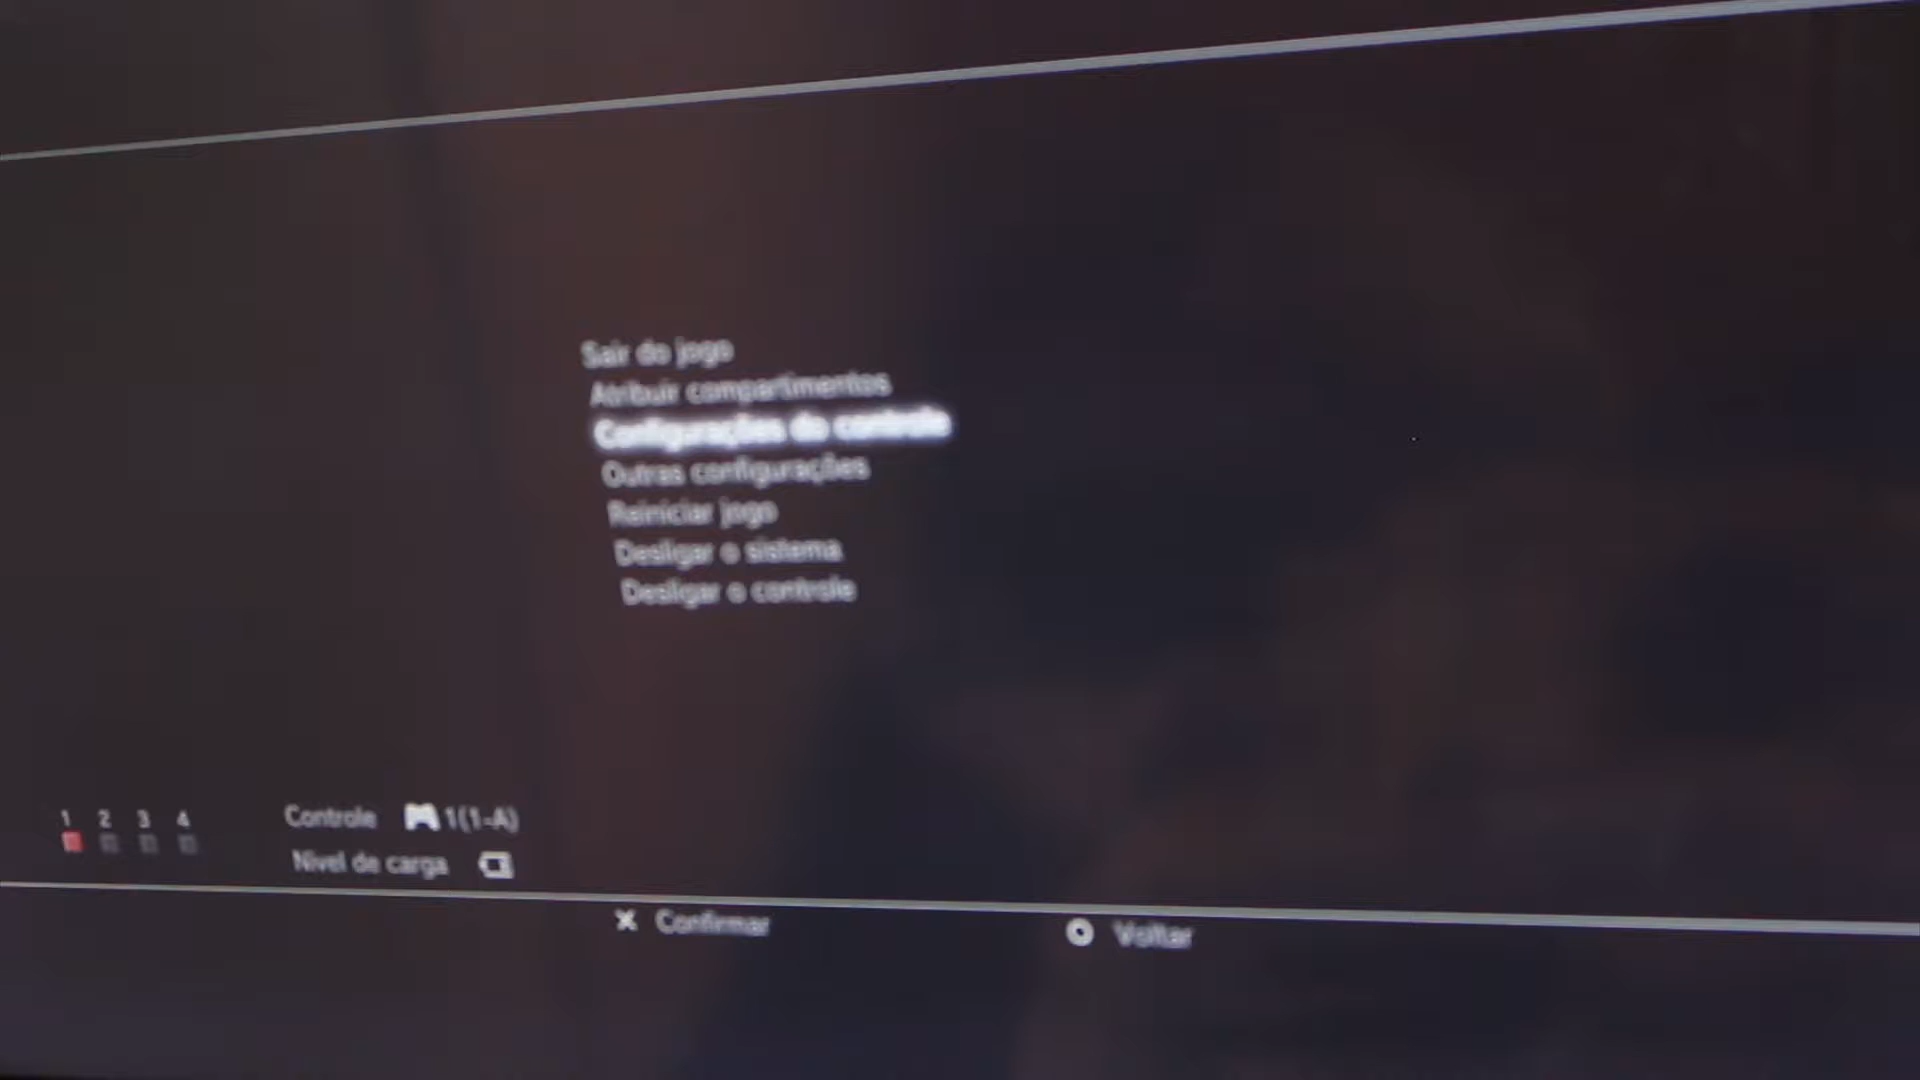 Sair do jogo
Atribuir compartimentos
Configurações do controle
Outras configurações
Reiniciar jogo
Desligar o sistema
Desligar o controle
1 2 3 4
Controle 1(1-A)
Nível de carga
Confirmar Voltar